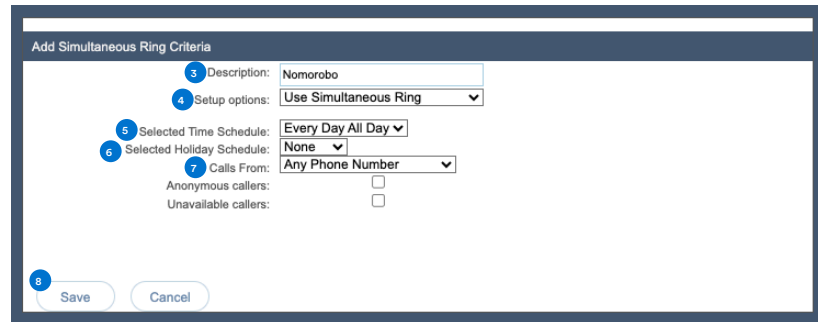 Add Simultaneous Ring Criteria
3 Description: Nomorobo
4 Setup options: Use Simultaneous Ring
5 Selected Time Schedule: Every Day All Day
6 Selected Holiday Schedule: None
7 Calls From: Any Phone Number
Anonymous callers:
Unavailable callers:
8
Save Cancel